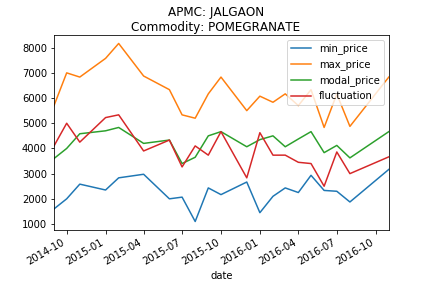 APMC: JALGAON
Commodity: POMEGRANATE
8000
7000
6000
5000
4000
3000
2000
1000
min_price
max_price
modal_price
fluctuation
2014-10
2015-01
2015-04
2015-07
2015-10
2016-01
2016-04
2016-07
2016-10
date